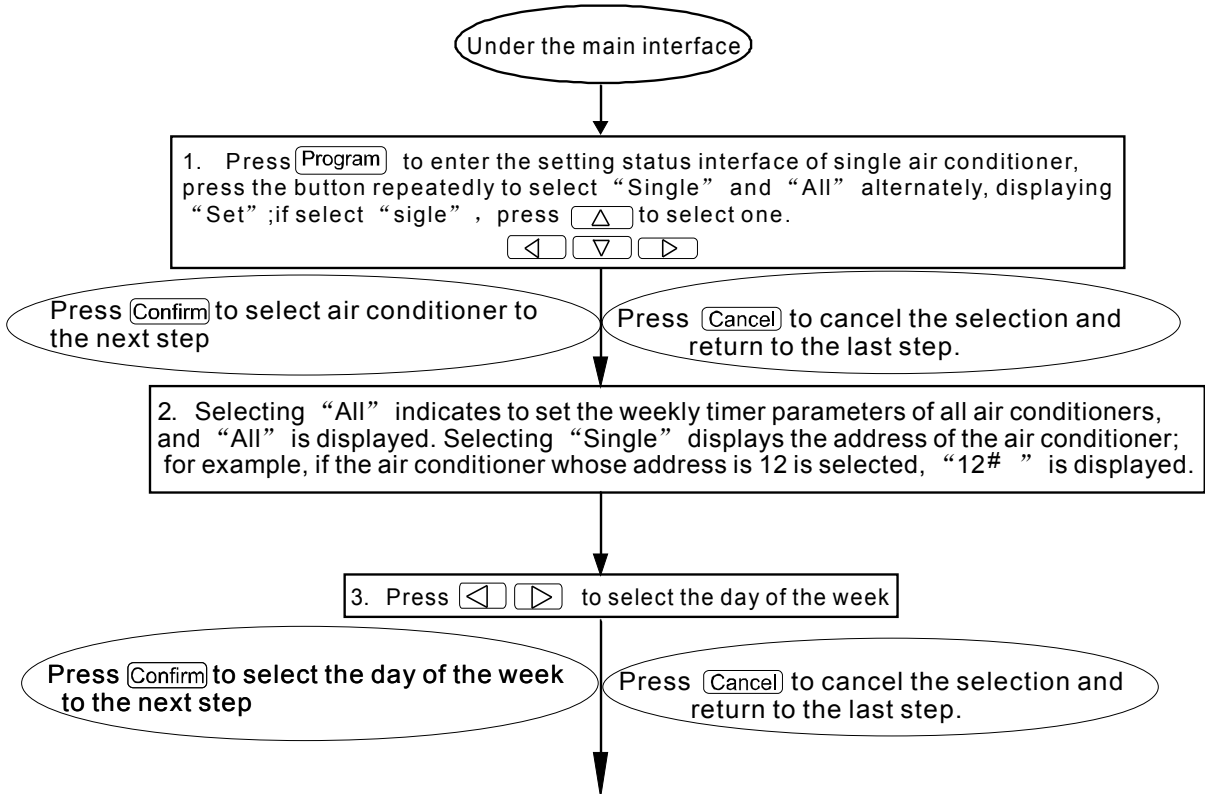 Under the main interface
1. Press Program to enter the setting status interface of single air conditioner,
press the button repeatedly to select “Single” and “All” alternately, displaying
“Set” ;if select “sigle” , press △ to select one.
◁ ▽ ▷
Press Confirm to select air conditioner to
the next step
Press Cancel to cancel the selection and
return to the last step.
2. Selecting “All” indicates to set the weekly timer parameters of all air conditioners,
and “All” is displayed. Selecting “Single” displays the address of the air conditioner;
for example, if the air conditioner whose address is 12 is selected, “12# ” is displayed.
3. Press ◁ ▷ to select the day of the week
Press Confirm to select the day of the week
to the next step
Press Cancel to cancel the selection and
return to the last step.